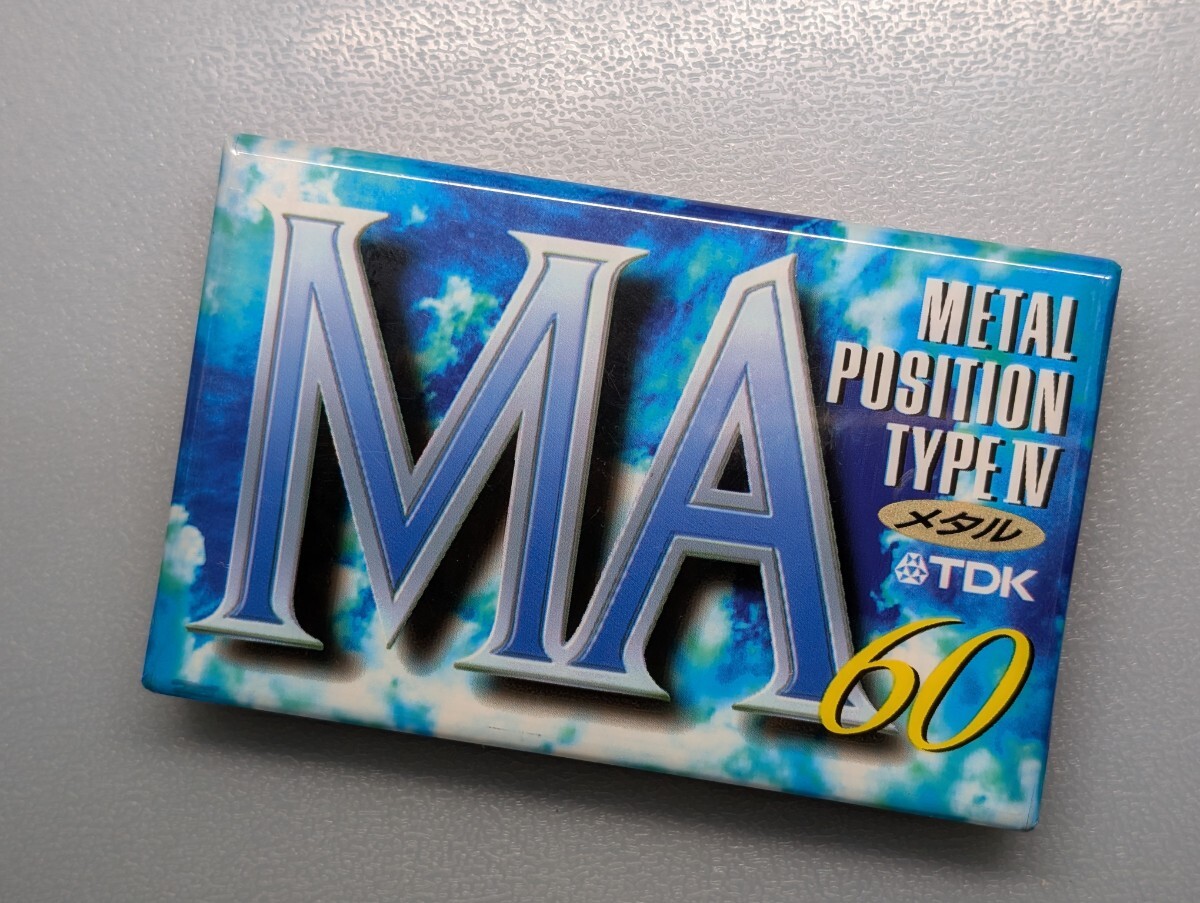 MA
METAL
POSITION
TYPE IV
メタル
TDK
60